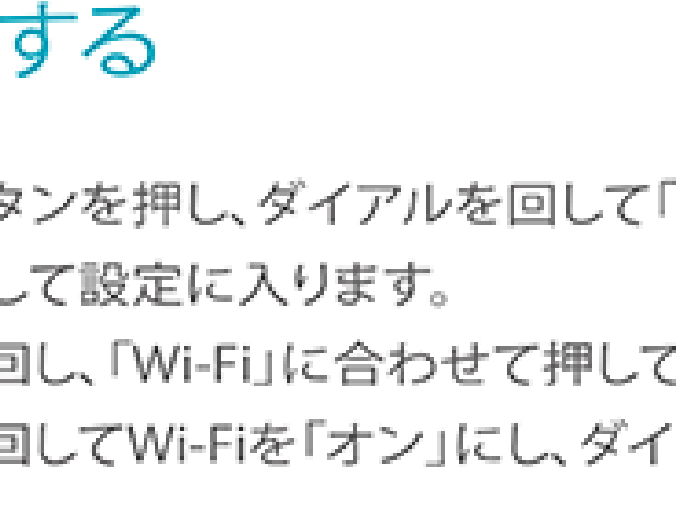 する
タンを押し、ダイアルを回して「
して設定に入ります。
回し、「Wi-Fi」に合わせて押して
回してWi-Fiを「オン」にし、ダイ